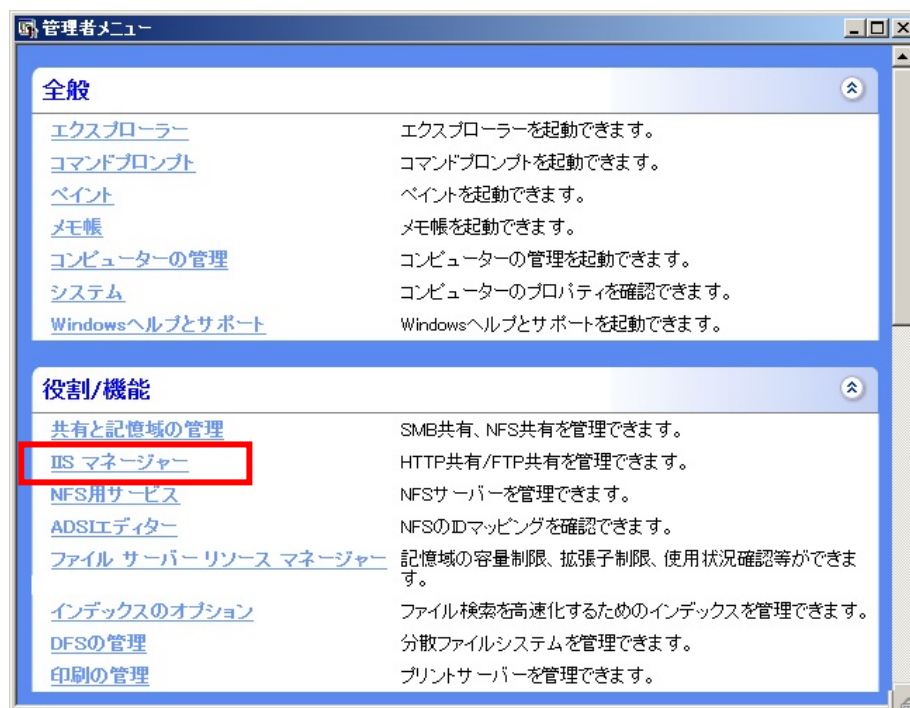 管理者メニュー
全般
エクスプローラー エクスプローラーを起動できます。
コマンドプロンプト コマンドプロンプトを起動できます。
ペイント ペイントを起動できます。
メモ帳 メモ帳を起動できます。
コンピューターの管理 コンピューターの管理を起動できます。
システム コンピューターのプロパティを確認できます。
Windowsヘルプとサポート Windowsヘルプとサポートを起動できます。
役割/機能
共有と記憶域の管理 SMB共有、NFS共有を管理できます。
IIS マネージャー HTTP共有/FTP共有を管理できます。
NFS用サービス NFSサーバーを管理できます。
ADSIエディター NFSのIDマッピングを確認できます。
ファイル サーバー リソース マネージャー 記憶域の容量制限、拡張子制限、使用状況確認等ができま
す。
インデックスのオプション ファイル検索を高速化するためのインデックスを管理できます。
DFSの管理 分散ファイルシステムを管理できます。
印刷の管理 プリントサーバーを管理できます。